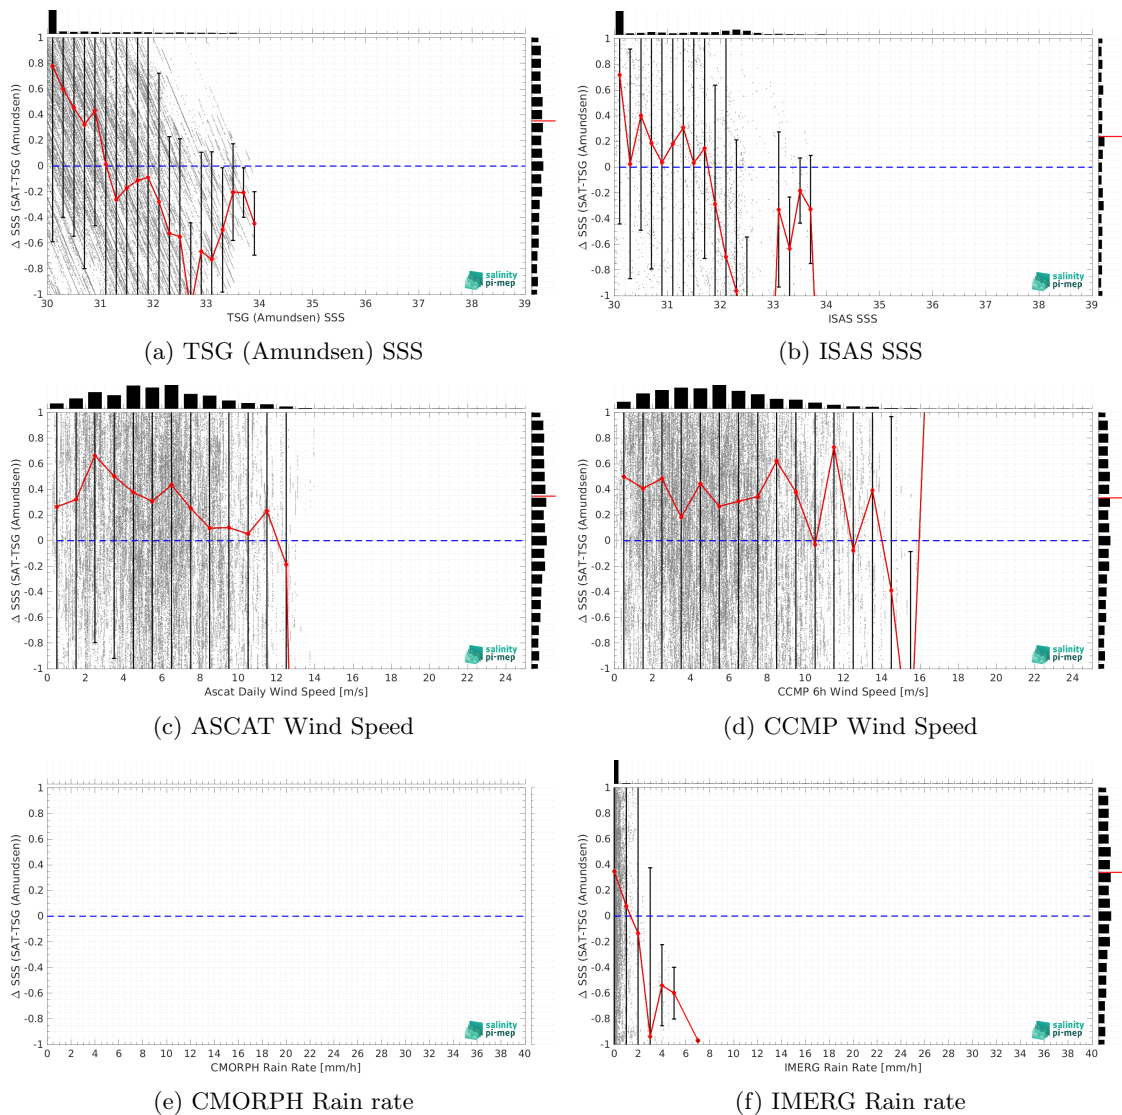 1
0.8
0.6
0.4
0.2
0
-0.2
-0.4
-0.6
-0.8
-1
Δ SSS (SAT-TSG (Amundsen))
30 31 32 33 34 35 36 37 38 39
TSG (Amundsen) SSS
salinity
pi-mep
(a) TSG (Amundsen) SSS
1
0.8
0.6
0.4
0.2
0
-0.2
-0.4
-0.6
-0.8
-1
Δ SSS (SAT-TSG (Amundsen))
30 31 32 33 34 35 36 37 38 39
ISAS SSS
salinity
pi-mep
(b) ISAS SSS
1
0.8
0.6
0.4
0.2
0
-0.2
-0.4
-0.6
-0.8
-1
Δ SSS (SAT-TSG (Amundsen))
0 2 4 6 8 10 12 14 16 18 20 22 24
Ascat Daily Wind Speed [m/s]
salinity
pi-mep
(c) ASCAT Wind Speed
1
0.8
0.6
0.4
0.2
0
-0.2
-0.4
-0.6
-0.8
-1
Δ SSS (SAT-TSG (Amundsen))
0 2 4 6 8 10 12 14 16 18 20 22 24
CCMP 6h Wind Speed [m/s]
salinity
pi-mep
(d) CCMP Wind Speed
1
0.8
0.6
0.4
0.2
0
-0.2
-0.4
-0.6
-0.8
-1
Δ SSS (SAT-TSG (Amundsen))
0 2 4 6 8 10 12 14 16 18 20 22 24 26 28 30 32 34 36 38 40
CMORPH Rain Rate [mm/h]
salinity
pi-mep
(e) CMORPH Rain rate
1
0.8
0.6
0.4
0.2
0
-0.2
-0.4
-0.6
-0.8
-1
Δ SSS (SAT-TSG (Amundsen))
0 2 4 6 8 10 12 14 16 18 20 22 24 26 28 30 32 34 36 38 40
IMERG Rain Rate [mm/h]
salinity
pi-mep
(f) IMERG Rain rate